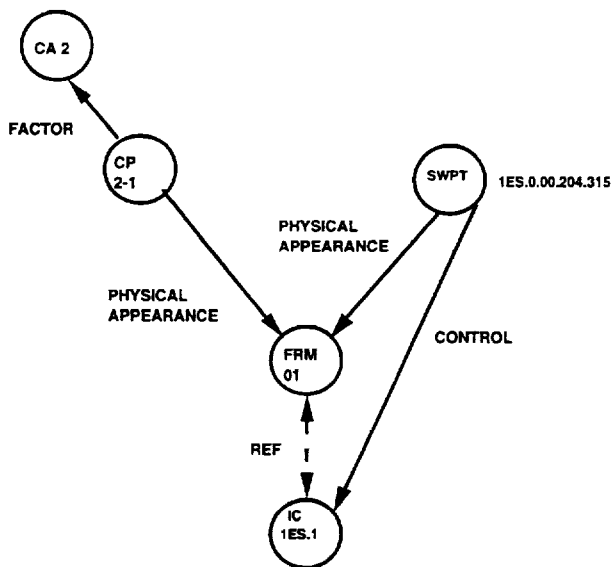 CA 2
FACTOR
CP
2-1
SWPT
1ES.0.00.204.315
PHYSICAL
APPEARANCE
PHYSICAL
APPEARANCE
CONTROL
FRM
01
REF
IC
1ES.1